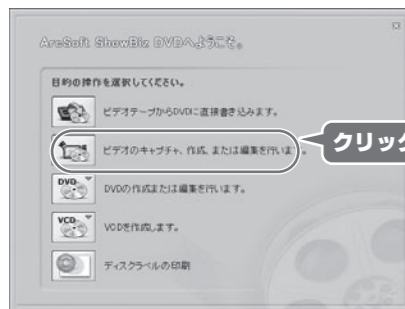 ArcSoft ShowBiz DVDへようこそ。
目的の操作を選択してください。
ビデオテープからDVDに直接書き込みます。
ビデオのキャプチャ、作成、または編集を行います。
クリック
DVD
DVDの作成または編集を行います。
VCD
VCDを作成します。
ディスクラベルの印刷